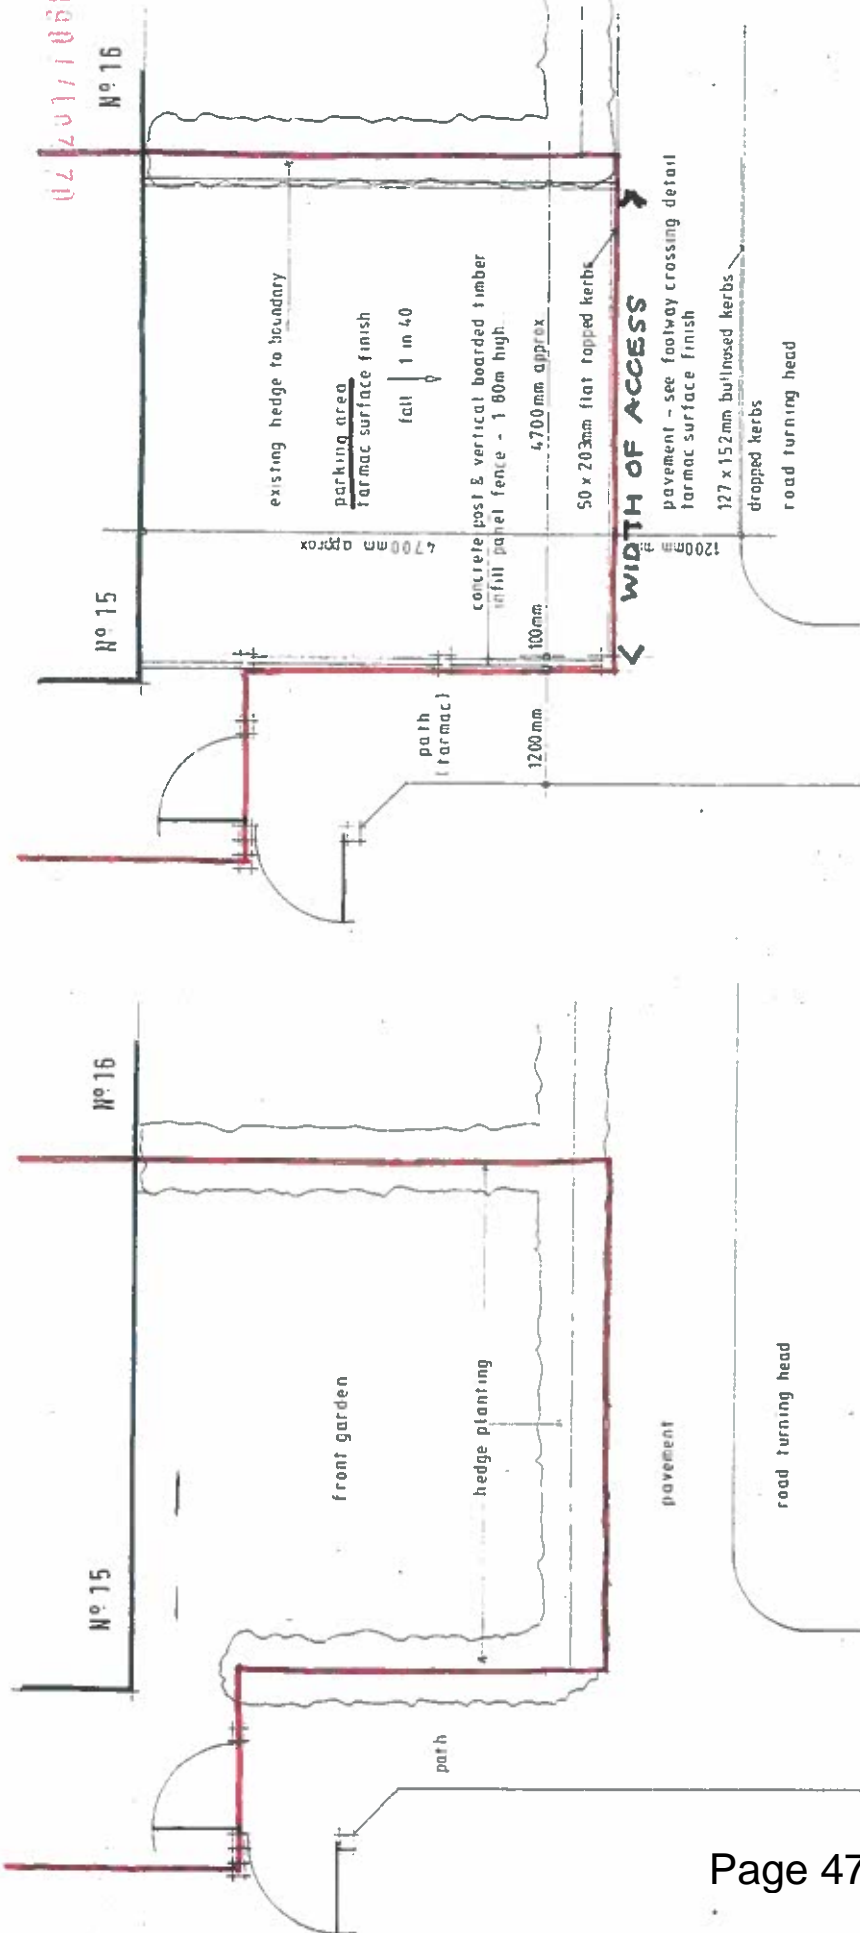 Nº 15
Nº 16
existing hedge to boundary
parking area
tarmac surface finish
fall 1 in 40
4700mm approx
concrete post & vertical boarded timber
infill panel fence - 1 80m high
path
(tarmac)
1200mm
100mm
4700mm approx
50 x 203mm flat topped kerbs
< WIDTH OF ACCESS >
1200mm
pavement - see footway crossing detail
tarmac surface finish
127 x 152mm bullnosed kerbs
dropped kerbs
road turning head
Nº 15
Nº 16
front garden
hedge planting
path
pavement
road turning head
Page 47